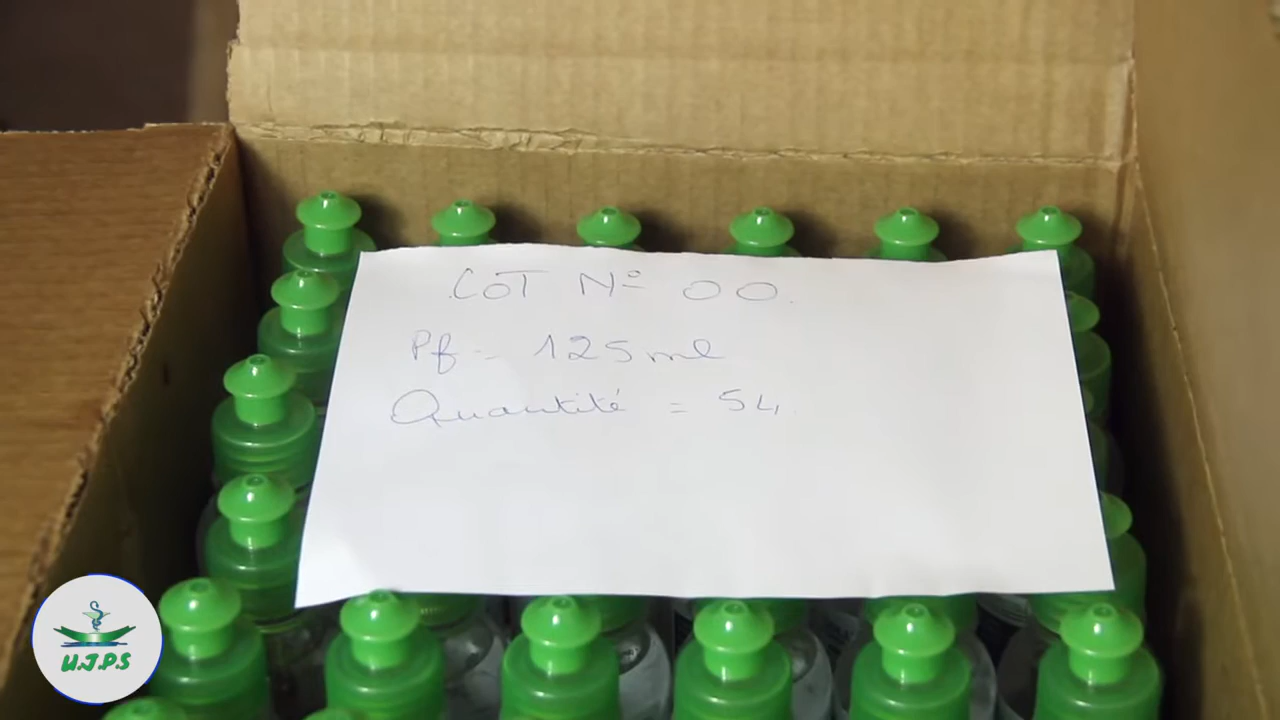 LOT N° 00.
Pf = 125 ml
Quantité = 54
U.J.P.S